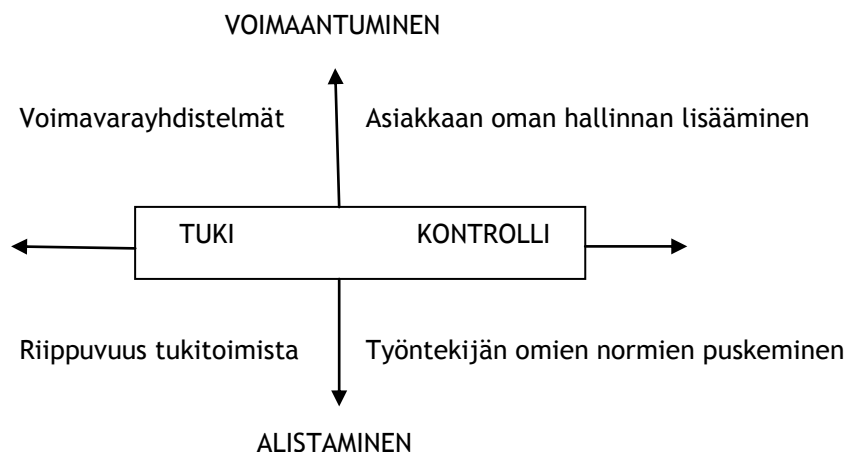 VOIMAANTUMINEN
Voimavarayhdistelmät
Asiakkaan oman hallinnan lisääminen
TUKI
KONTROLLI
Riippuvuus tukitoimista
Työntekijän omien normien puskeminen
ALISTAMINEN